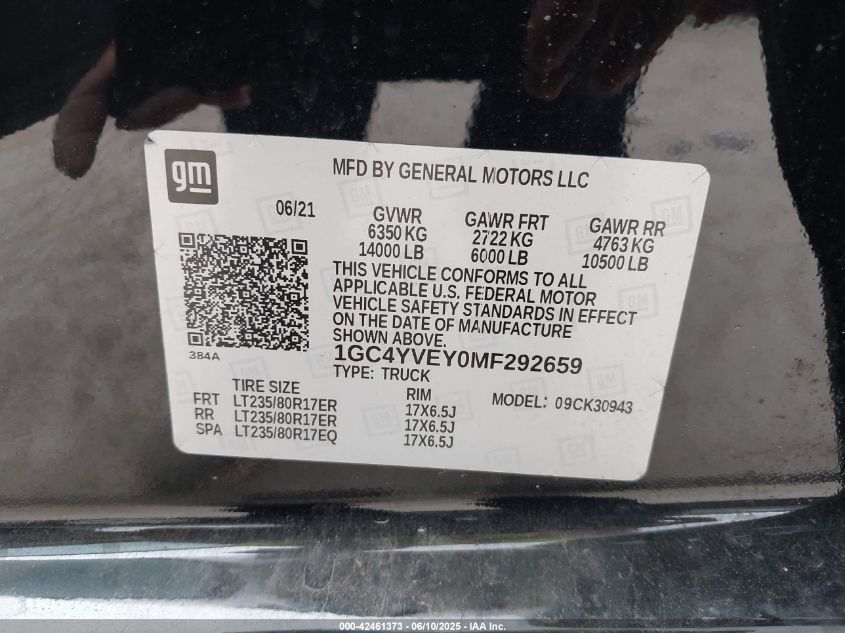 gm
MFD BY GENERAL MOTORS LLC
06/21
GVWR
6350 KG
14000 LB
GAWR FRT
2722 KG
6000 LB
GAWR RR
4763 KG
10500 LB
THIS VEHICLE CONFORMS TO ALL
APPLICABLE U.S. FEDERAL MOTOR
VEHICLE SAFETY STANDARDS IN EFFECT
ON THE DATE OF MANUFACTURE
SHOWN ABOVE.
384A
1GC4YVEY0MF292659
TYPE: TRUCK
TIRE SIZE RIM
FRT LT235/80R17ER 17X6.5J
RR LT235/80R17ER 17X6.5J
SPA LT235/80R17EQ 17X6.5J
MODEL: 09CK30943
000-42461373 - 06/10/2025 - IAA Inc.